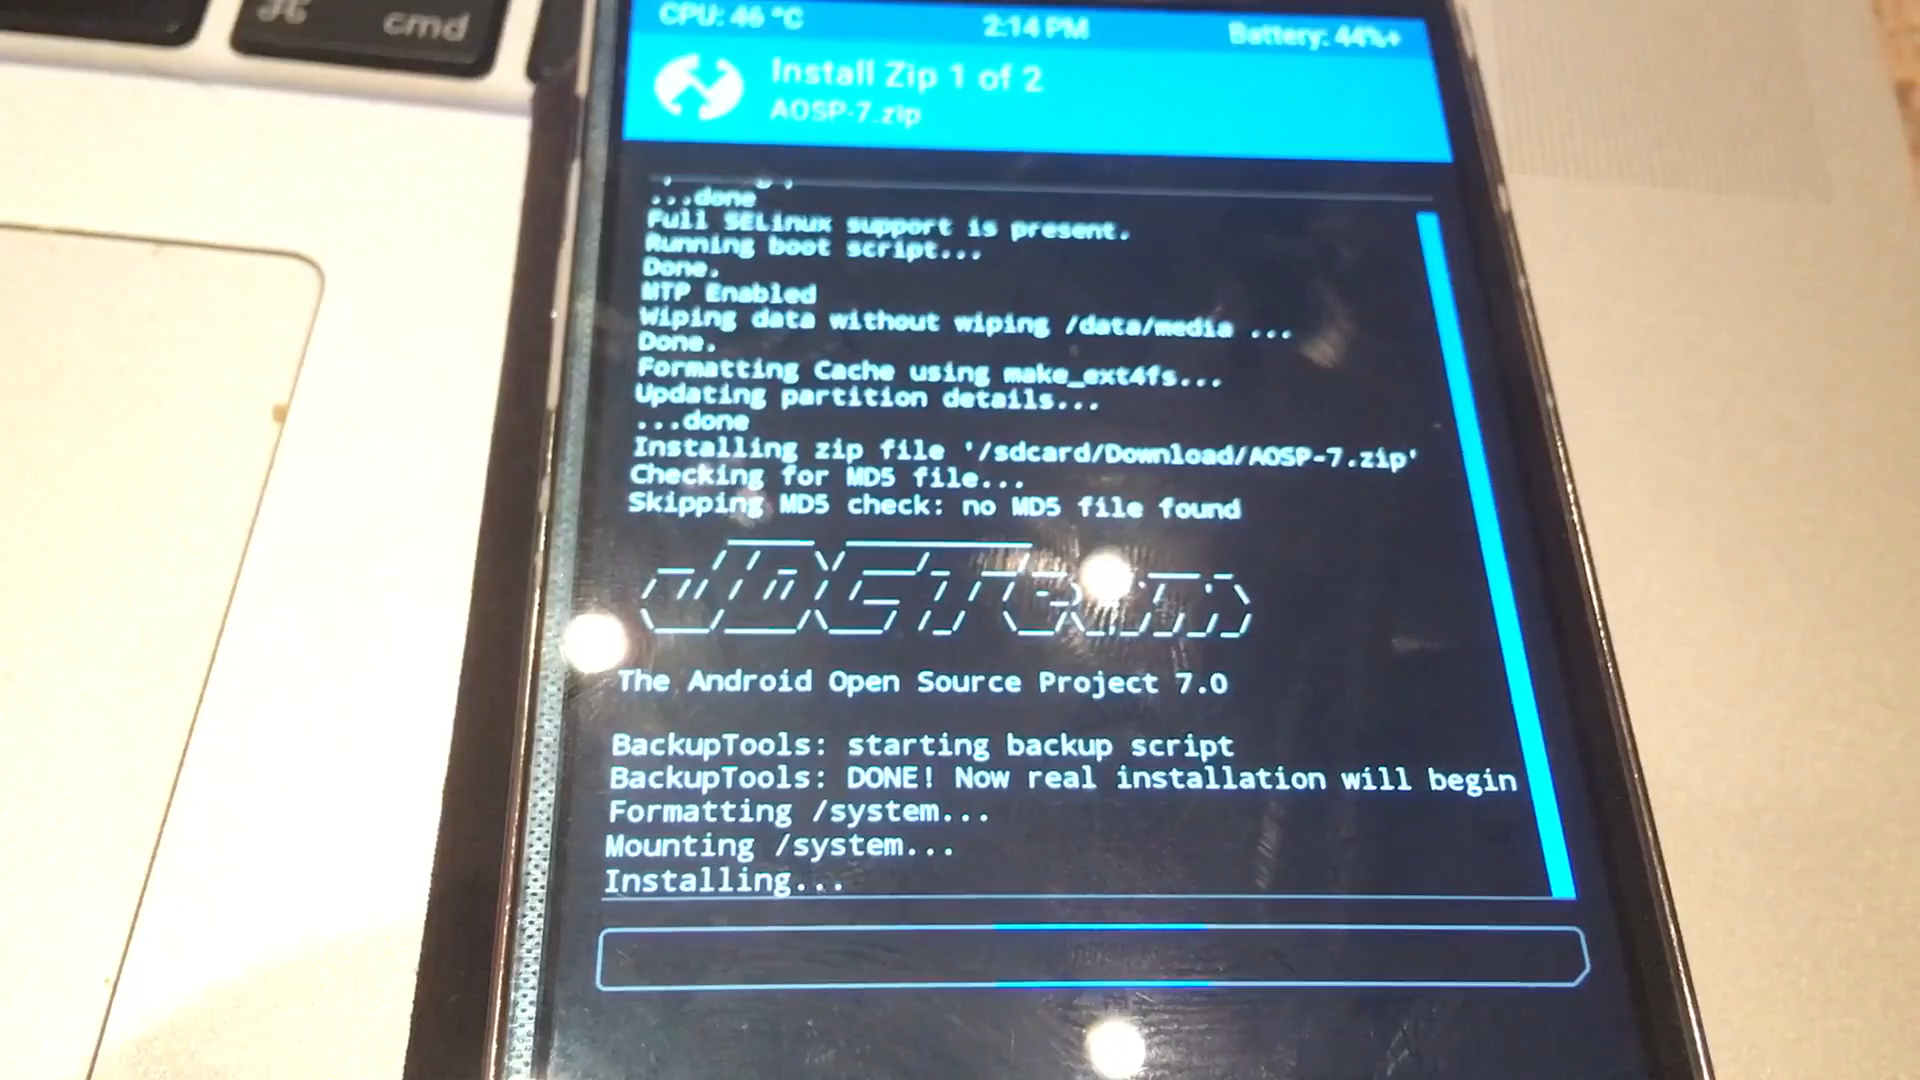 ⌘ cmd
CPU: 46 °C 2:14 PM Battery: 44%+
Install Zip 1 of 2
AOSP-7.zip
...done
Full SELinux support is present.
Running boot script...
Done.
MTP Enabled
Wiping data without wiping /data/media ...
Done.
Formatting Cache using make_ext4fs...
Updating partition details...
...done
Installing zip file '/sdcard/Download/AOSP-7.zip'
Checking for MD5 file...
Skipping MD5 check: no MD5 file found
The Android Open Source Project 7.0
BackupTools: starting backup script
BackupTools: DONE! Now real installation will begin
Formatting /system...
Mounting /system...
Installing...